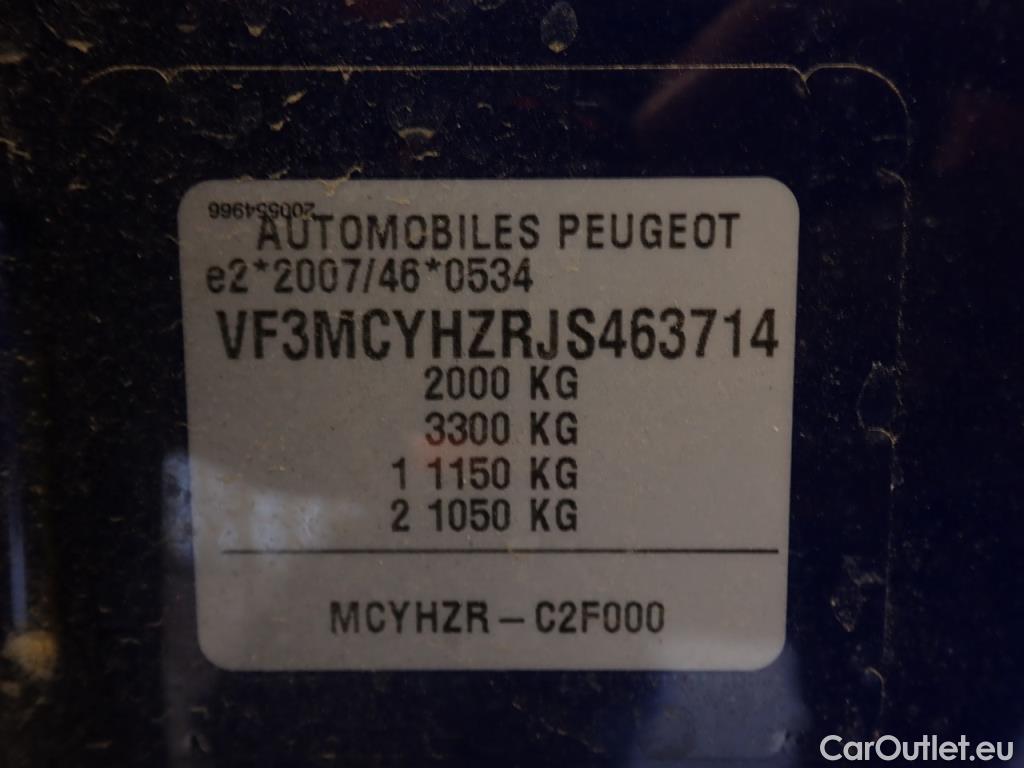 200554966
AUTOMOBILES PEUGEOT
e2*2007/46*0534
VF3MCYHZRJS463714
2000 KG
3300 KG
1 1150 KG
2 1050 KG
MCYHZR – C2F000
CarOutlet.eu